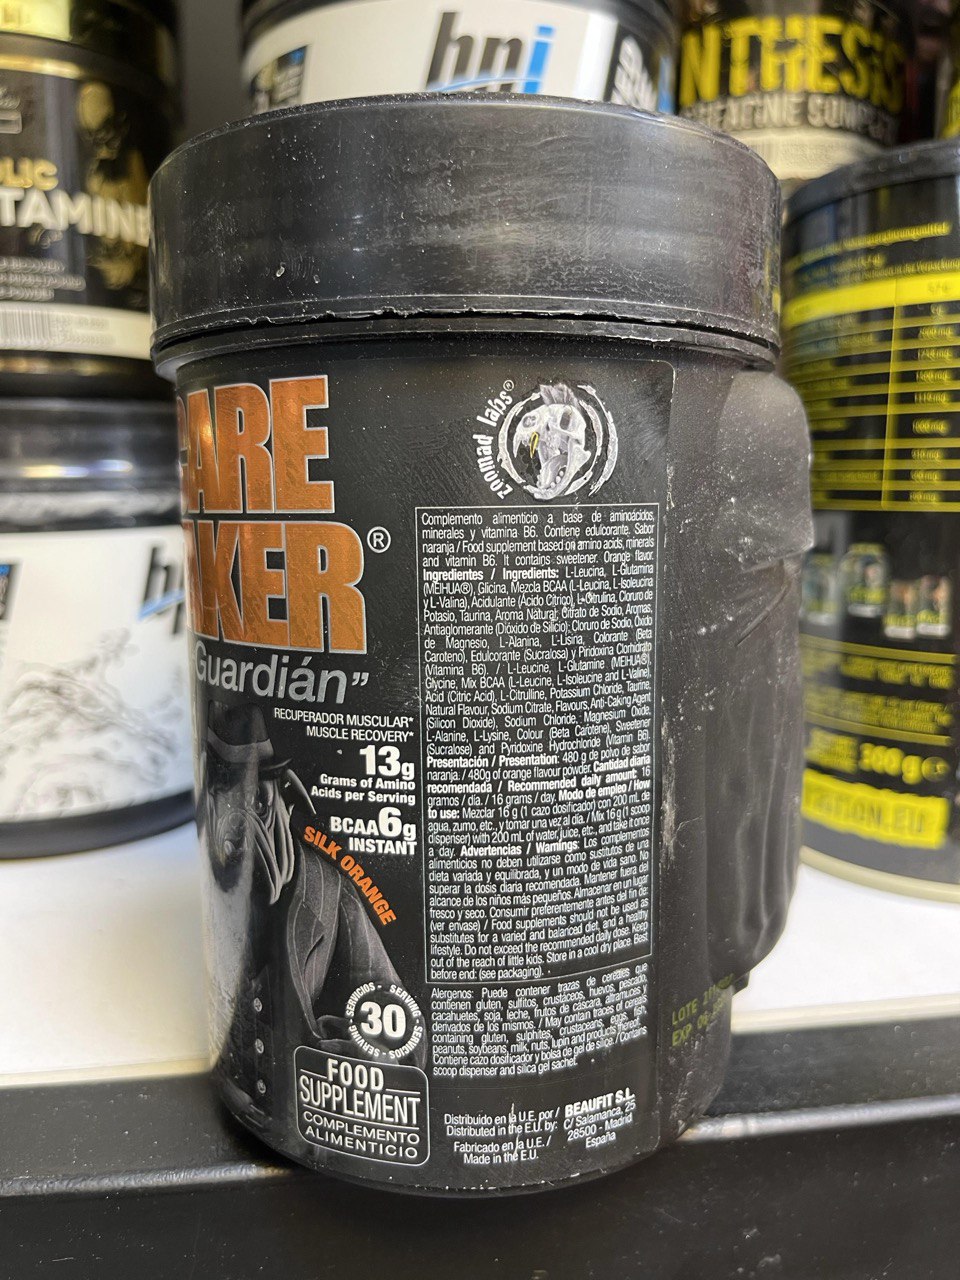 bpi
NTHESIS
TAMINE
bpi
300g
CARE
®
Guardián”
RECUPERADOR MUSCULAR*
MUSCLE RECOVERY*
13g
Grams of Amino
Acids per Serving
BCAA6g
INSTANT
SILK ORANGE
SERVICIOS - SERVING - SERVICIOS - SERVING -
30
FOOD
SUPPLEMENT
COMPLEMENTO
ALIMENTICIO
zoomad labs®
Complemento alimenticio a base de aminoácidos,
minerales y vitamina B6. Contiene edulcorante. Sabor
naranja / Food supplement based on amino acids, minerals
and vitamin B6. It contains sweetener. Orange flavor.
Ingredientes / Ingredients: L-Leucina, L-Glutamina
(MEIHUA®), Glicina, Mezcla BCAA (L-Leucina, L-Isoleucina
y L-Valina), Acidulante (Ácido Cítrico), L-Citrulina, Cloruro de
Potasio, Taurina, Aroma Natural, Citrato de Sodio, Aromas,
Antiaglomerante (Dióxido de Silicio), Cloruro de Sodio, Óxido
de Magnesio, L-Alanina, L-Lisina, Colorante (Beta
Caroteno), Edulcorante (Sucralosa) y Piridoxina Clorhidrato
(Vitamina B6). / L-Leucine, L-Glutamine (MEIHUA®),
Glycine, Mix BCAA (L-Leucine, L-Isoleucine and L-Valine),
Acid (Citric Acid), L-Citrulline, Potassium Chloride, Taurine,
Natural Flavour, Sodium Citrate, Flavours, Anti-Caking Agent
(Silicon Dioxide), Sodium Chloride, Magnesium Oxide,
L-Alanine, L-Lysine, Colour (Beta Carotene), Sweetener
(Sucralose) and Pyridoxine Hydrochloride (Vitamin B6).
Presentación / Presentation: 480 g de polvo de sabor
naranja. / 480g of orange flavour powder. Cantidad diaria
recomendada / Recommended daily amount: 16
gramos / día. / 16 grams / day. Modo de empleo / How
to use: Mezclar 16 g (1 cazo dosificador) con 200 mL de
agua, zumo, etc., y tomar una vez al día. / Mix 16 g (1 scoop
dispenser) with 200 mL of water, juice, etc., and take it once
a day. Advertencias / Warnings: Los complementos
alimenticios no deben utilizarse como sustitutos de una
dieta variada y equilibrada, y un modo de vida sano. No
superar la dosis diaria recomendada. Mantener fuera del
alcance de los niños más pequeños. Almacenar en un lugar
fresco y seco. Consumir preferentemente antes del fin de:
(ver envase) / Food supplements should not be used as
substitutes for a varied and balanced diet, and a healthy
lifestyle. Do not exceed the recommended daily dose. Keep
out of the reach of little kids. Store in a cool dry place. Best
before end: (see packaging).
Alergenos: Puede contener trazas de cereales que
contienen gluten, sulfitos, crustáceos, huevos, pescado,
cacahuetes, soja, leche, frutos de cáscara, altramuces y
derivados de los mismos. / May contain traces of cereals
containing gluten, sulphites, crustaceans, eggs, fish,
peanuts, soybeans, milk, nuts, lupin and products thereof.
Contiene cazo dosificador y bolsa de gel de sílice. / Contains
scoop dispenser and silica gel sachet.
Distribuido en la U.E. por /
Distributed in the E.U. by:
BEAUFIT S.L.
C/ Salamanca, 25
28500 - Madrid
España
Fabricado en la U.E. /
Made in the E.U.
LOTE
EXP 06